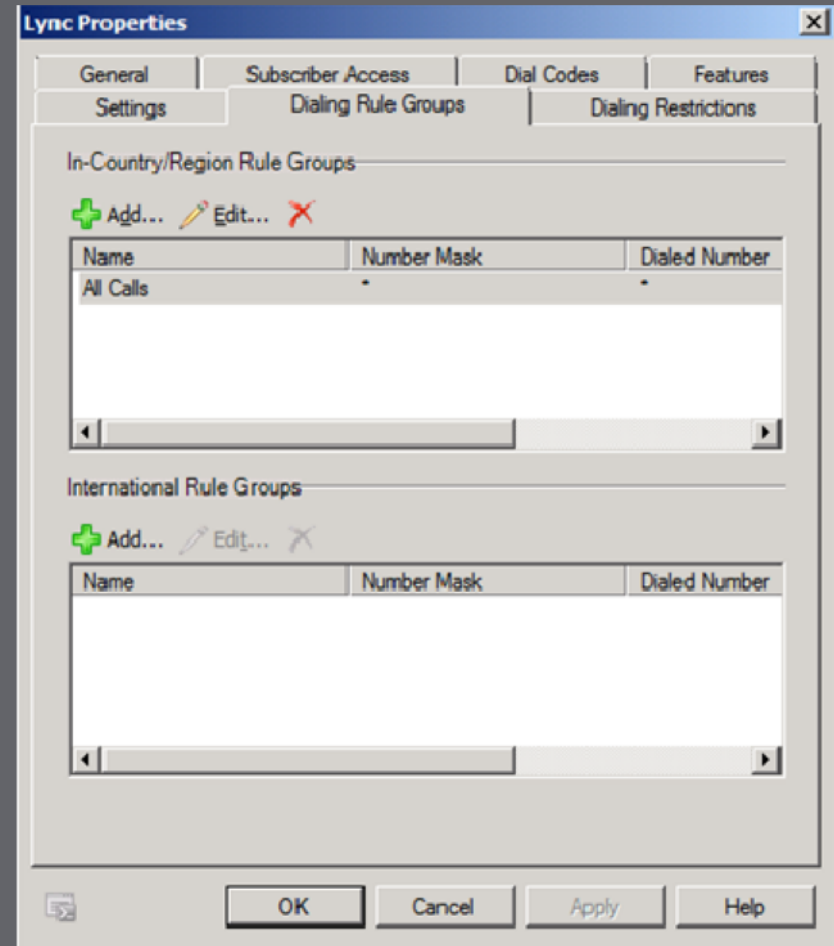 Lync Properties
General Subscriber Access Dial Codes Features
Settings Dialing Rule Groups Dialing Restrictions
In-Country/Region Rule Groups
Add... Edit...
Name Number Mask Dialed Number
All Calls * *
International Rule Groups
Add... Edit...
Name Number Mask Dialed Number
OK Cancel Apply Help